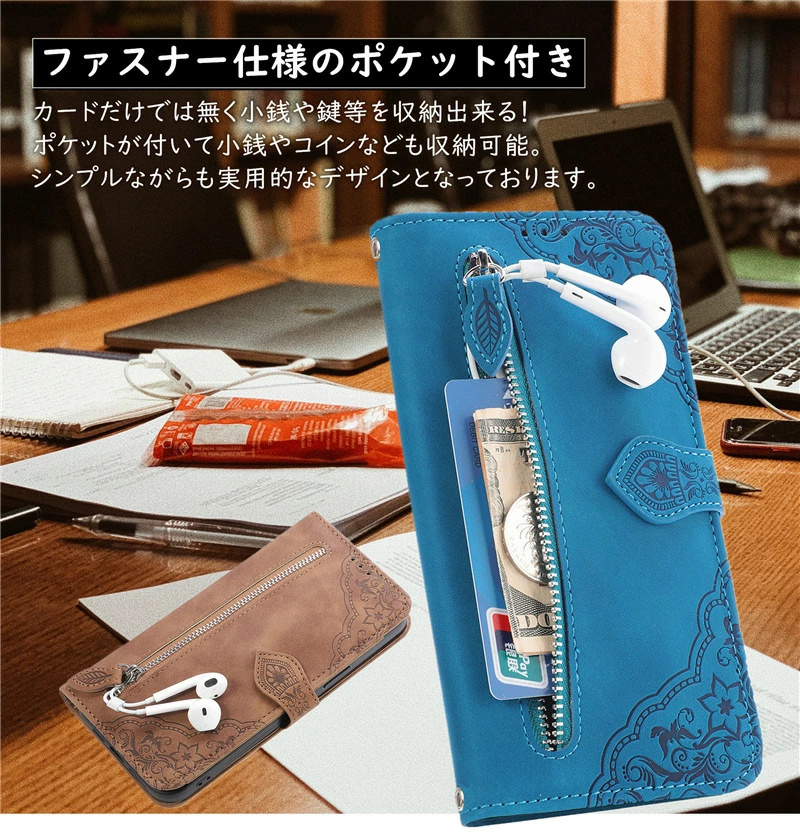 ファスナー仕様のポケット付き
カードだけでは無く小銭や鍵等を収納出来る!
ポケットが付いて小銭やコインなども収納可能。
シンプルながらも実用的なデザインとなっております。
RESE
DO
Pay